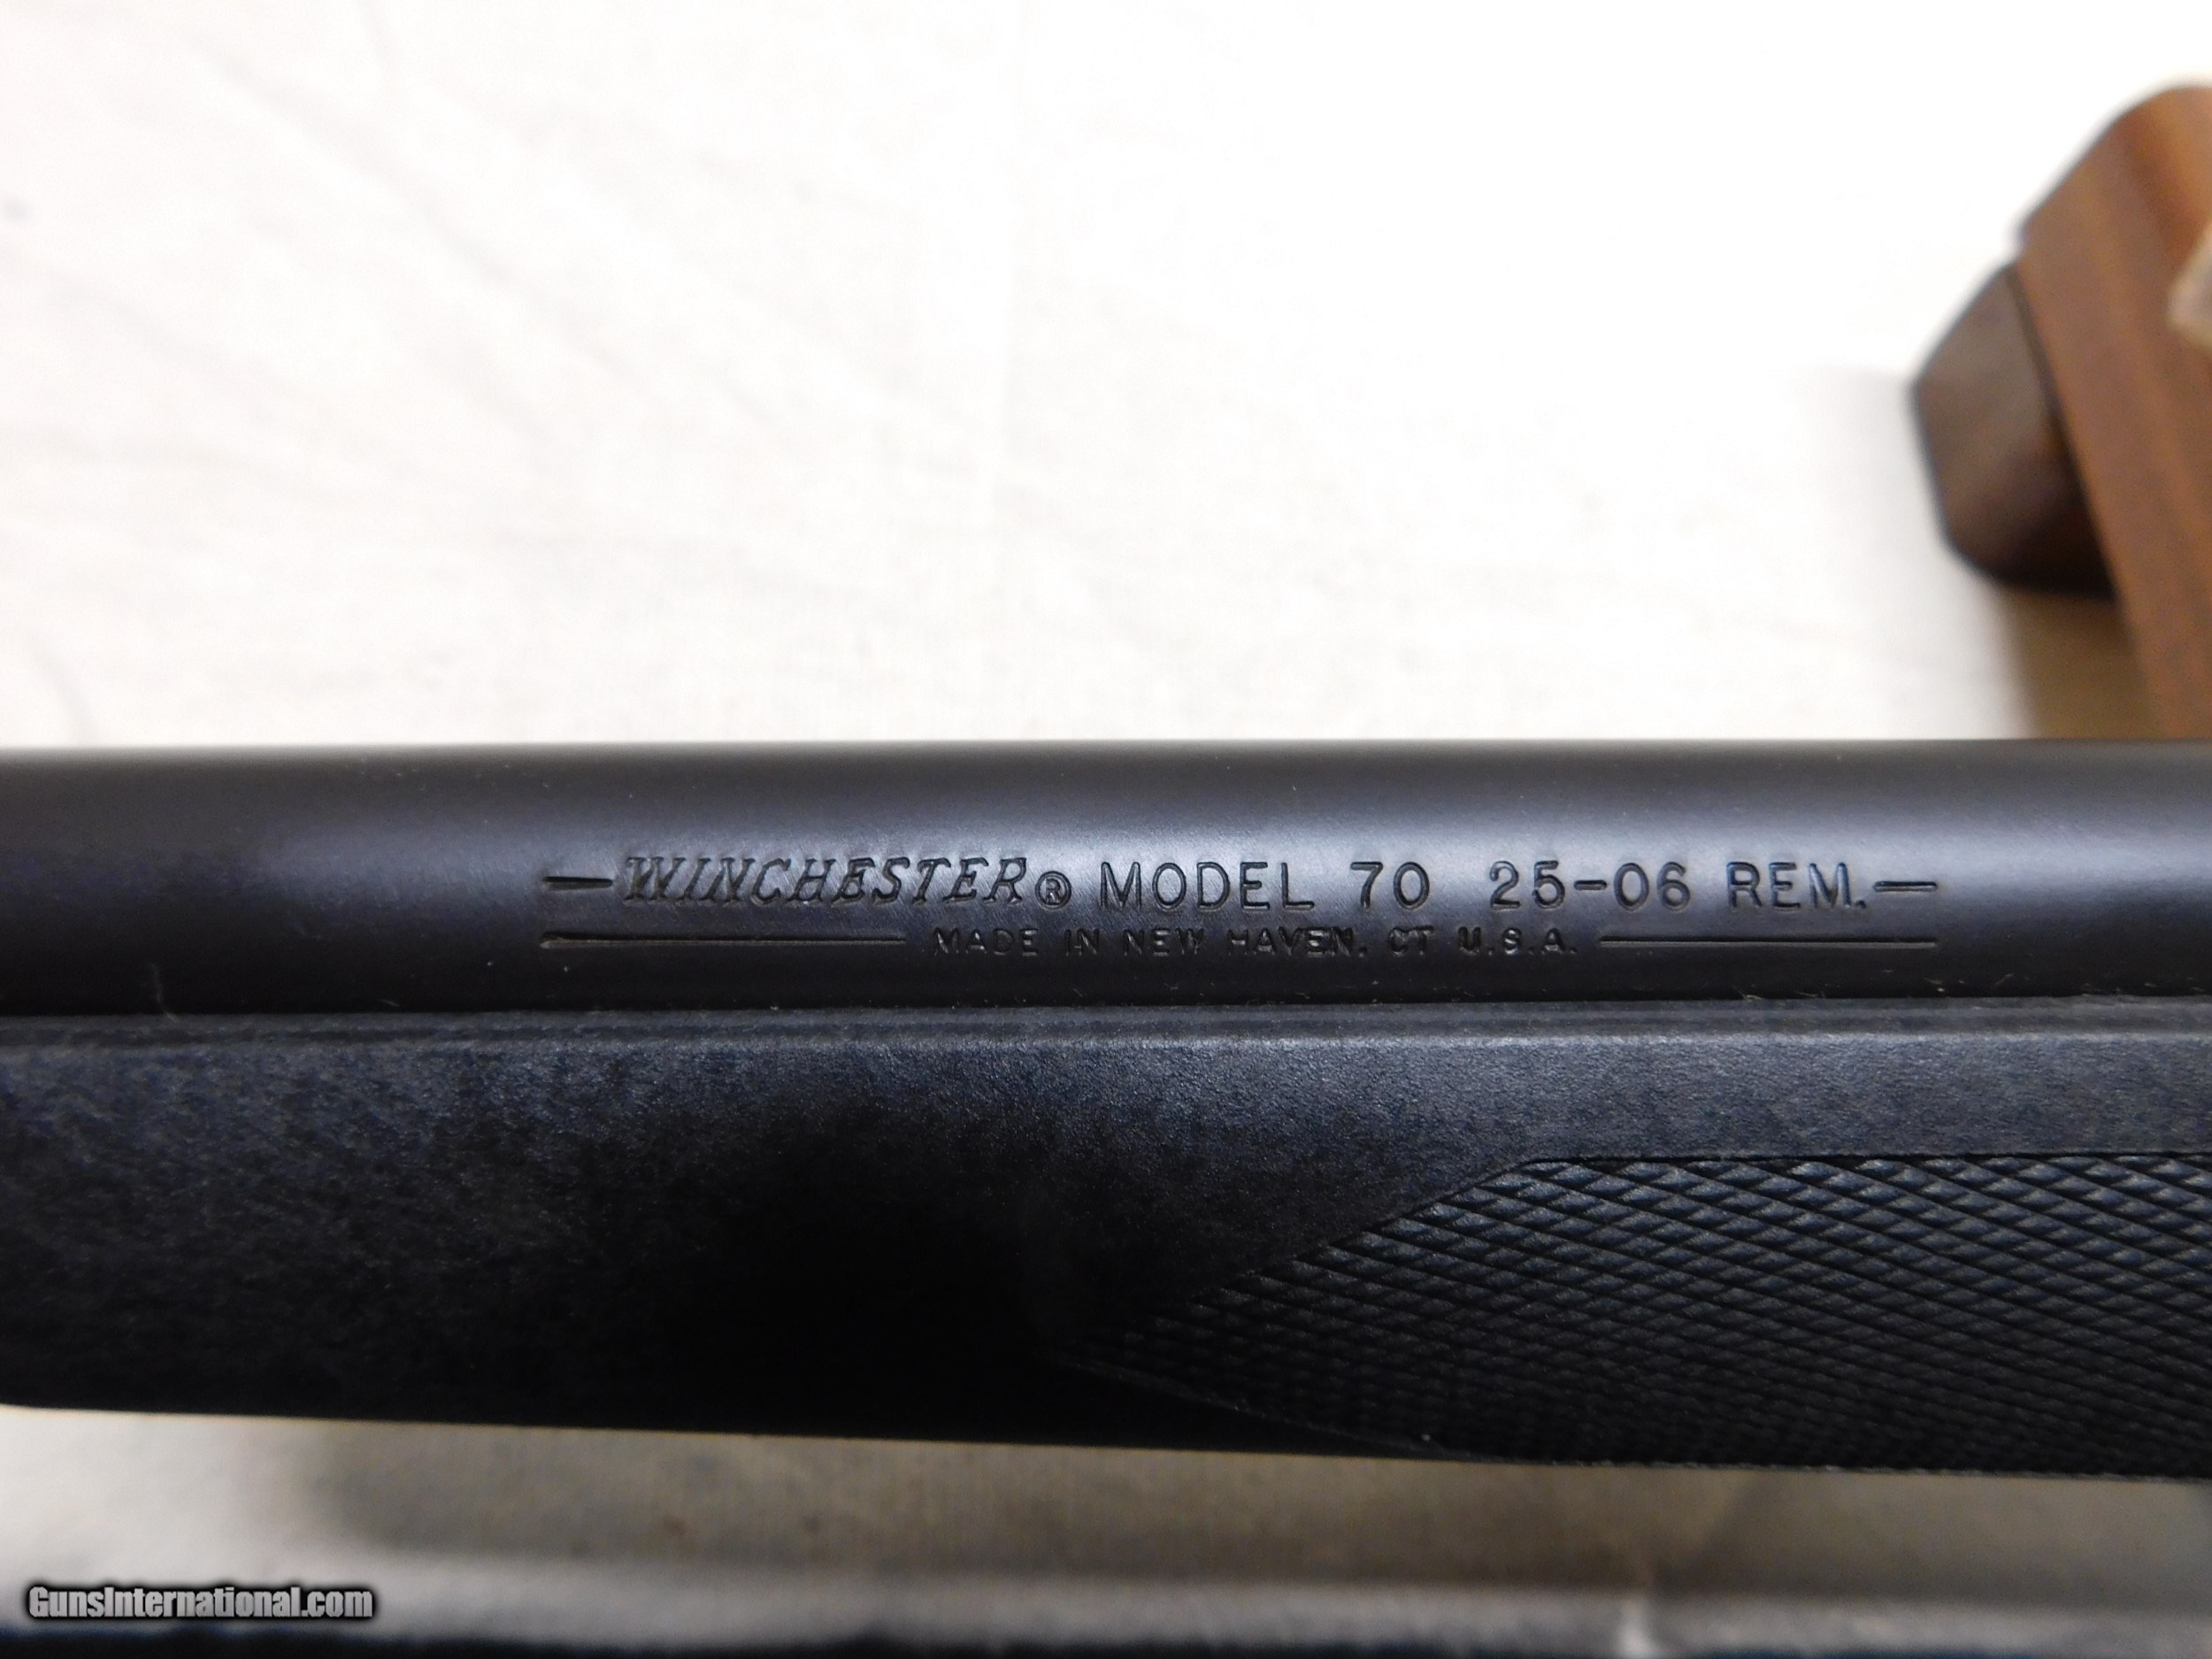 WINCHESTER® MODEL 70 25-06 REM.
MADE IN NEW HAVEN, CT U.S.A.
GunsInternational.com